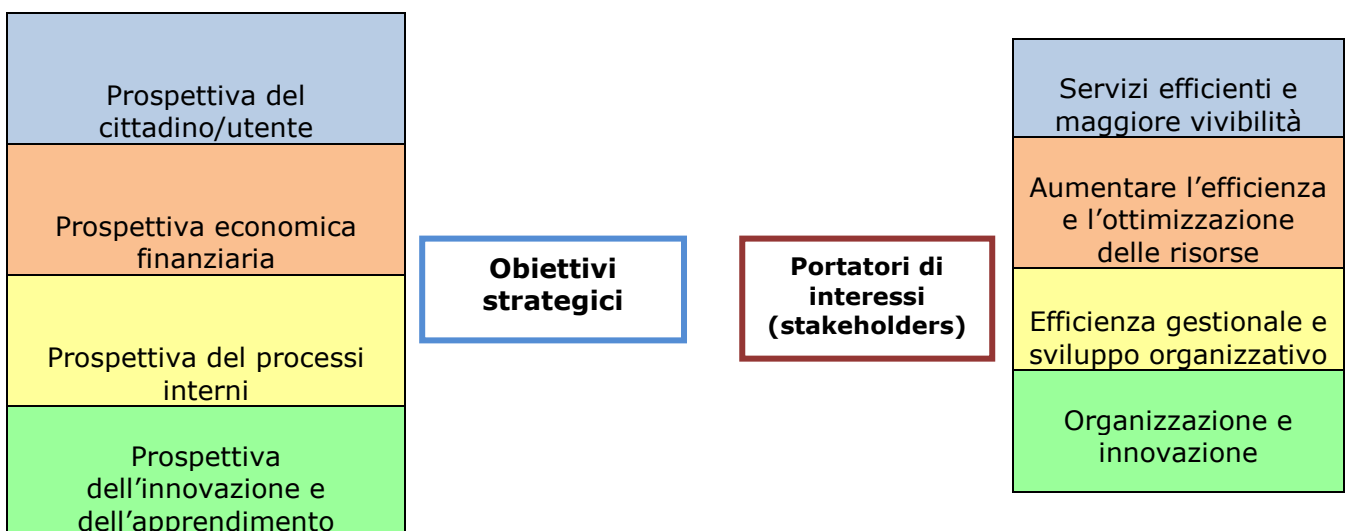 Prospettiva del
cittadino/utente
Prospettiva economica
finanziaria
Prospettiva del processi
interni
Prospettiva
dell’innovazione e
dell’apprendimento
Obiettivi
strategici
Portatori di
interessi
(stakeholders)
Servizi efficienti e
maggiore vivibilità
Aumentare l’efficienza
e l’ottimizzazione
delle risorse
Efficienza gestionale e
sviluppo organizzativo
Organizzazione e
innovazione